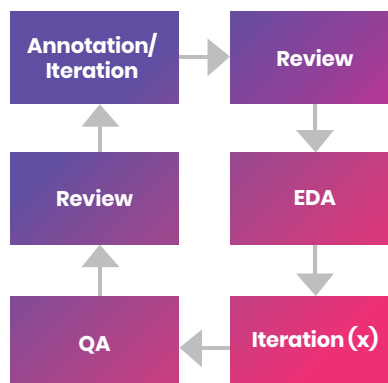 Annotation/
Iteration
Review
Review
EDA
QA
Iteration (x)